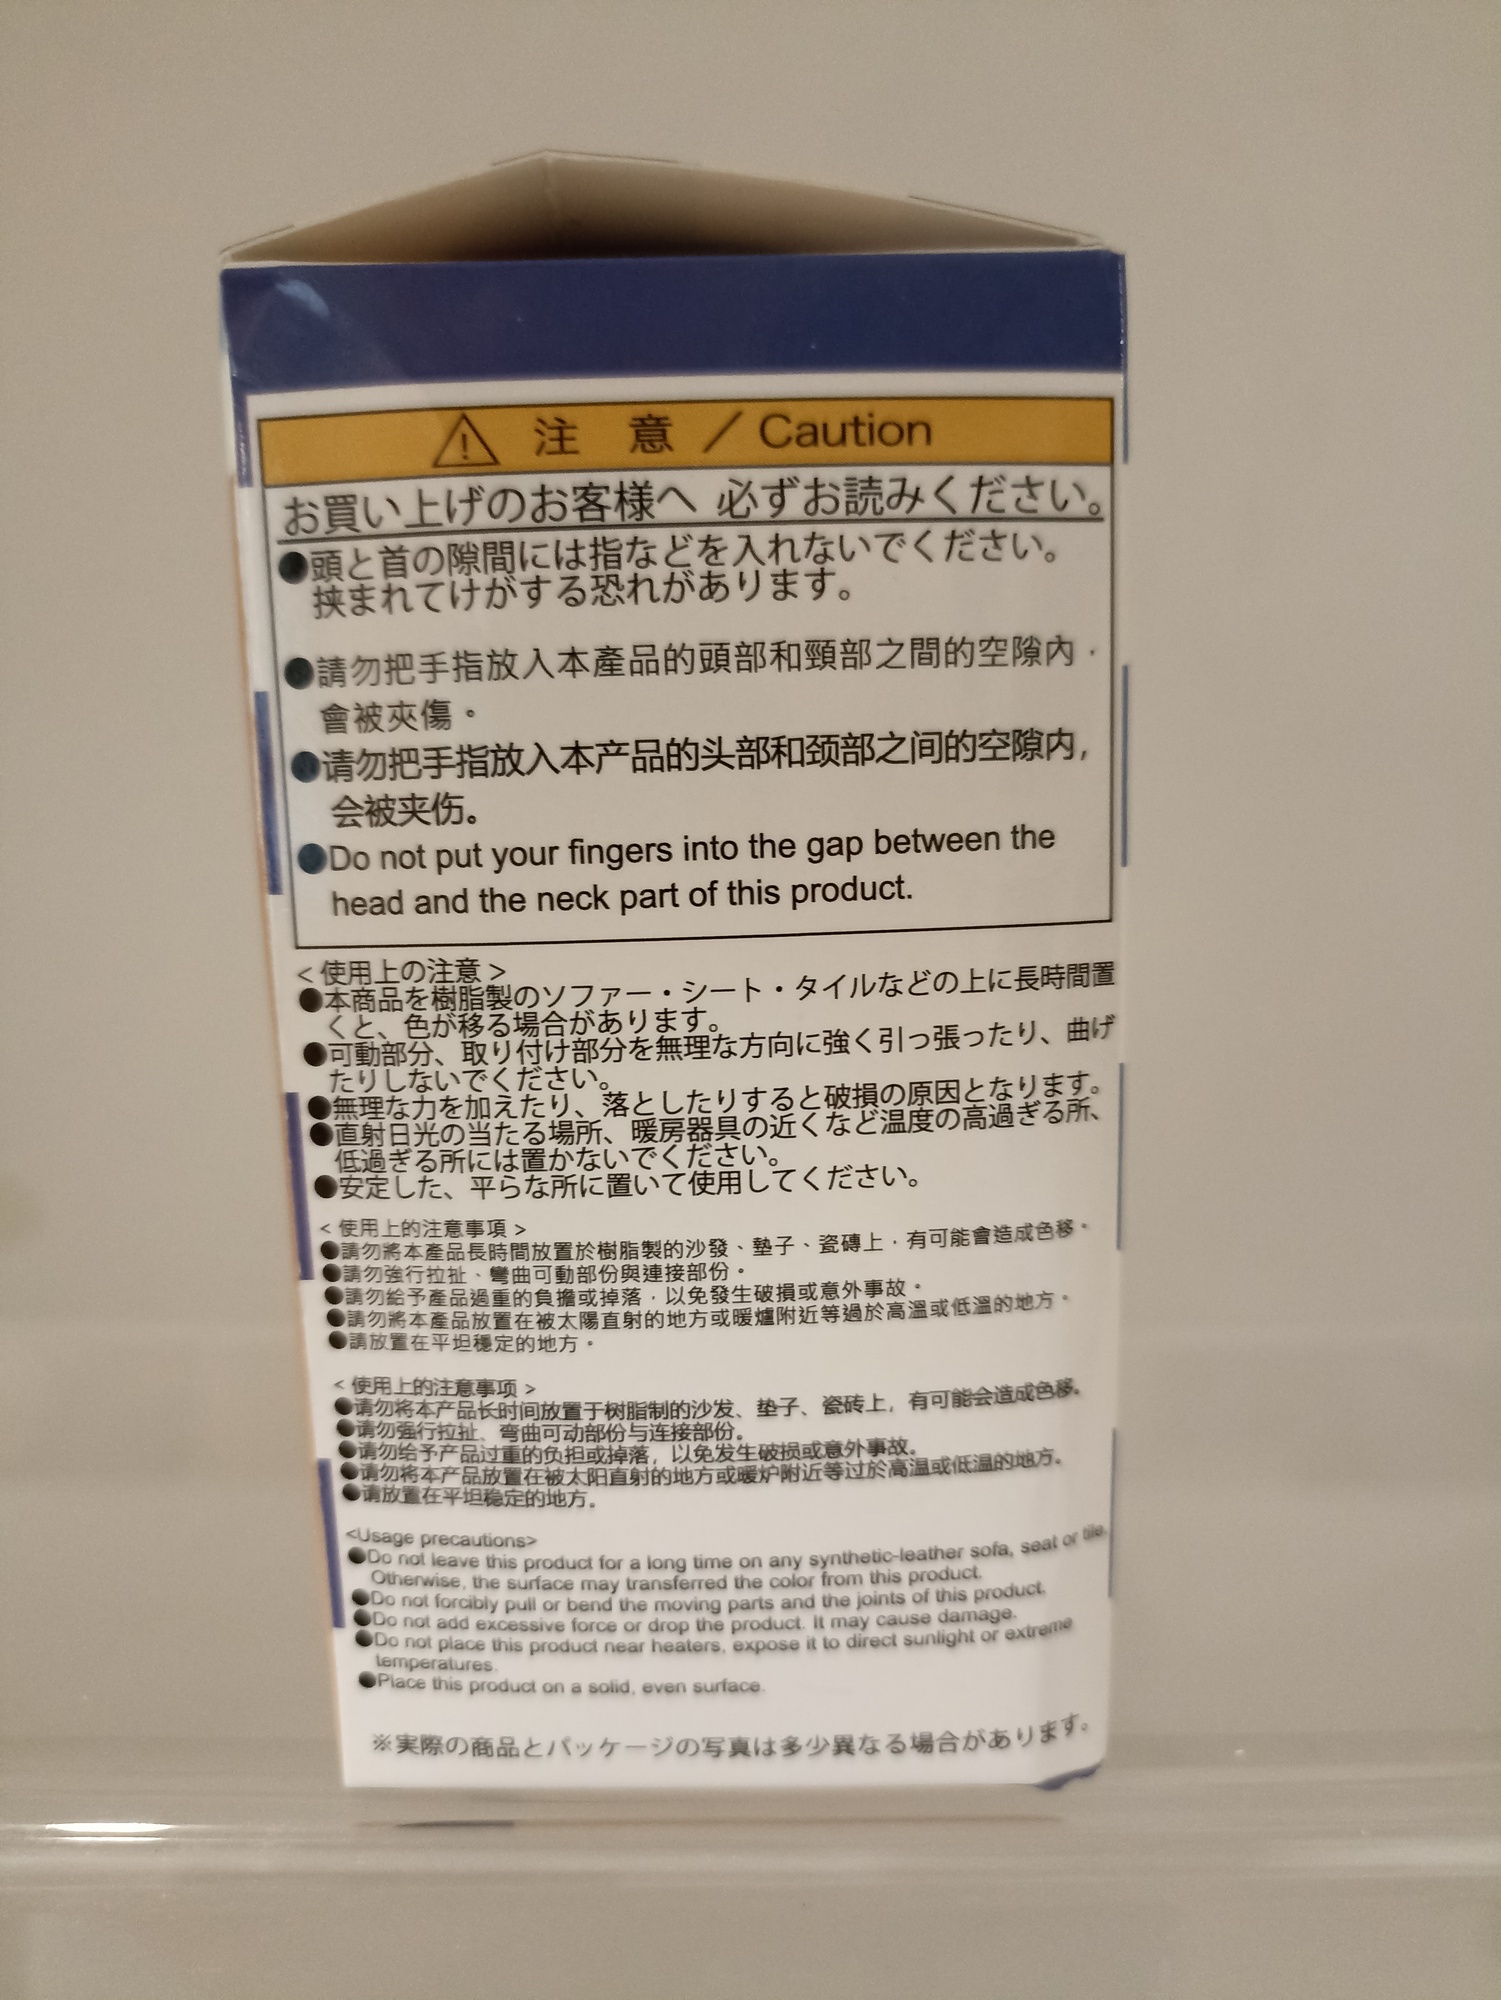 注 意 / Caution
お買い上げのお客様へ 必ずお読みください。
●頭と首の隙間には指などを入れないでください。
挟まれてけがする恐れがあります。
●請勿把手指放入本產品的頭部和頸部之間的空隙內，
會被夾傷。
●请勿把手指放入本产品的头部和颈部之间的空隙内,
会被夹伤。
●Do not put your fingers into the gap between the
head and the neck part of this product.
<使用上の注意>
●本商品を樹脂製のソファー・シート・タイルなどの上に長時間置
くと、色が移る場合があります。
●可動部分、取り付け部分を無理な方向に強く引っ張ったり、曲げ
たりしないでください。
●無理な力を加えたり、落としたりすると破損の原因となります。
●直射日光の当たる場所、暖房器具の近くなど温度の高過ぎる所、
低過ぎる所には置かないでください。
●安定した、平らな所に置いて使用してください。
<使用上的注意事項>
●請勿將本產品長時間放置於樹脂製的沙發、墊子、瓷磚上，有可能會造成色移。
●請勿強行拉扯、彎曲可動部份與連接部份。
●請勿給予產品過重的負擔或掉落，以免發生破損或意外事故。
●請勿將本產品放置在被太陽直射的地方或暖爐附近等過於高溫或低溫的地方。
●請放置在平坦穩定的地方。
<使用上的注意事项>
●请勿将本产品长时间放置于树脂制的沙发、垫子、瓷砖上，有可能会造成色移。
●请勿強行拉扯、弯曲可动部份与连接部份。
●请勿给予产品过重的负担或掉落，以免发生破损或意外事故。
●请勿将本产品放置在被太阳直射的地方或暖炉附近等过於高温或低温的地方。
●请放置在平坦稳定的地方。
<Usage precautions>
●Do not leave this product for a long time on any synthetic-leather sofa, seat or tile.
Otherwise, the surface may transferred the color from this product.
●Do not forcibly pull or bend the moving parts and the joints of this product.
●Do not add excessive force or drop the product. It may cause damage.
●Do not place this product near heaters, expose it to direct sunlight or extreme
temperatures.
●Place this product on a solid, even surface.
※実際の商品とパッケージの写真は多少異なる場合があります。